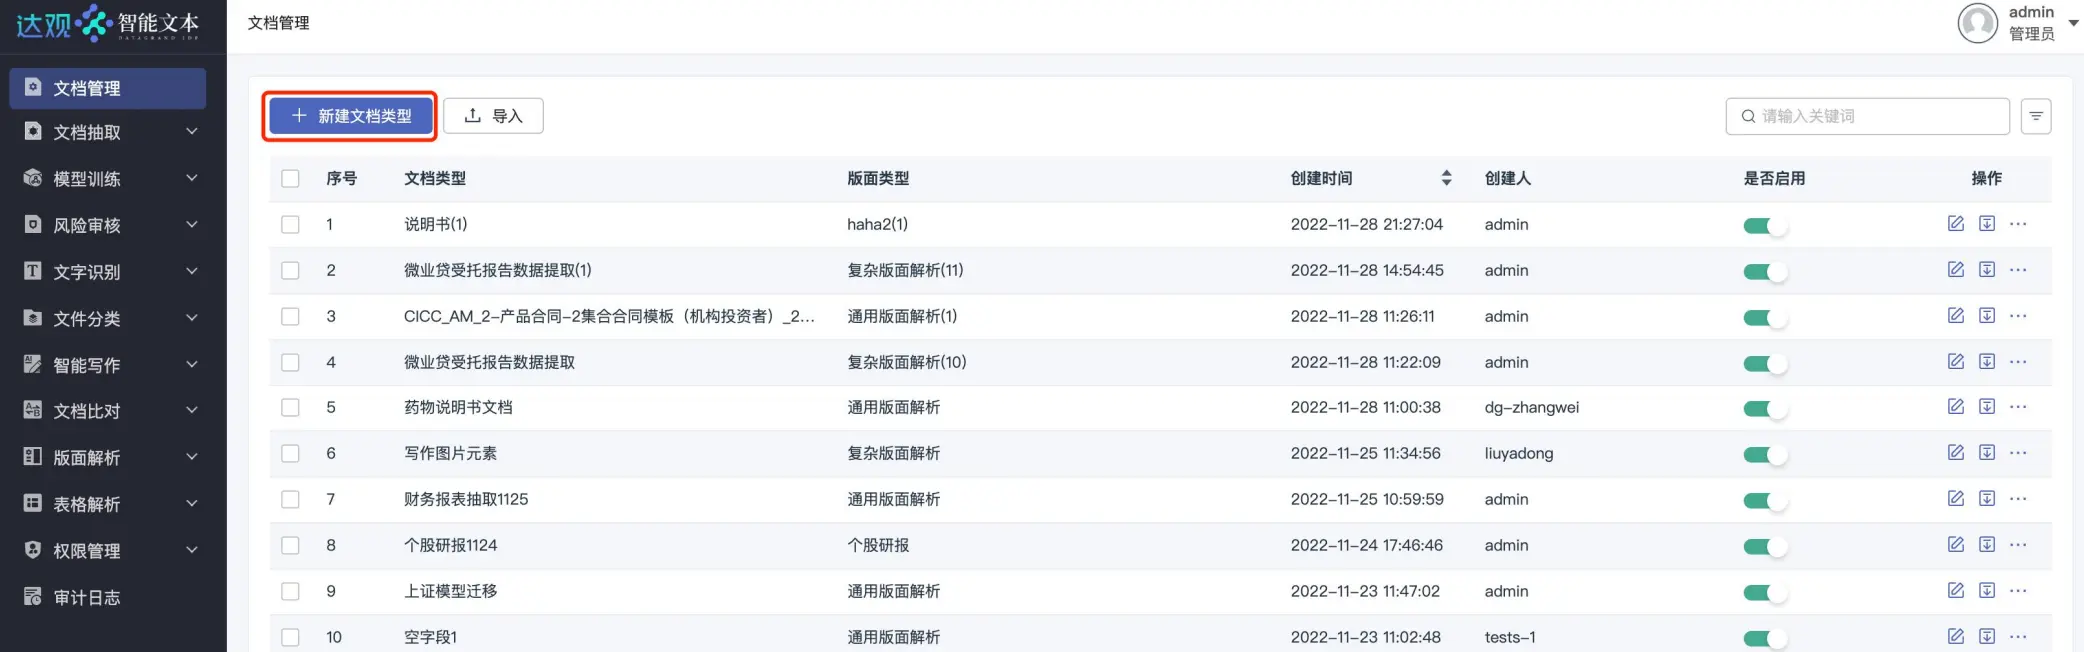 达观 智能文本
DATAGRAND IDP
文档管理
admin
管理员
文档管理
文档抽取
模型训练
风险审核
文字识别
文件分类
智能写作
文档比对
版面解析
表格解析
权限管理
审计日志
新建文档类型 导入 请输入关键词
序号 文档类型 版面类型 创建时间 创建人 是否启用 操作
1 说明书(1) haha2(1) 2022-11-28 21:27:04 admin
2 微业贷受托报告数据提取(1) 复杂版面解析(11) 2022-11-28 14:54:45 admin
3 CICC_AM_2-产品合同-2集合合同模板（机构投资者）_2... 通用版面解析(1) 2022-11-28 11:26:11 admin
4 微业贷受托报告数据提取 复杂版面解析(10) 2022-11-28 11:22:09 admin
5 药物说明书文档 通用版面解析 2022-11-28 11:00:38 dg-zhangwei
6 写作图片元素 复杂版面解析 2022-11-25 11:34:56 liuyadong
7 财务报表抽取1125 通用版面解析 2022-11-25 10:59:59 admin
8 个股研报1124 个股研报 2022-11-24 17:46:46 admin
9 上证模型迁移 通用版面解析 2022-11-23 11:47:02 admin
10 空字段1 通用版面解析 2022-11-23 11:02:48 tests-1